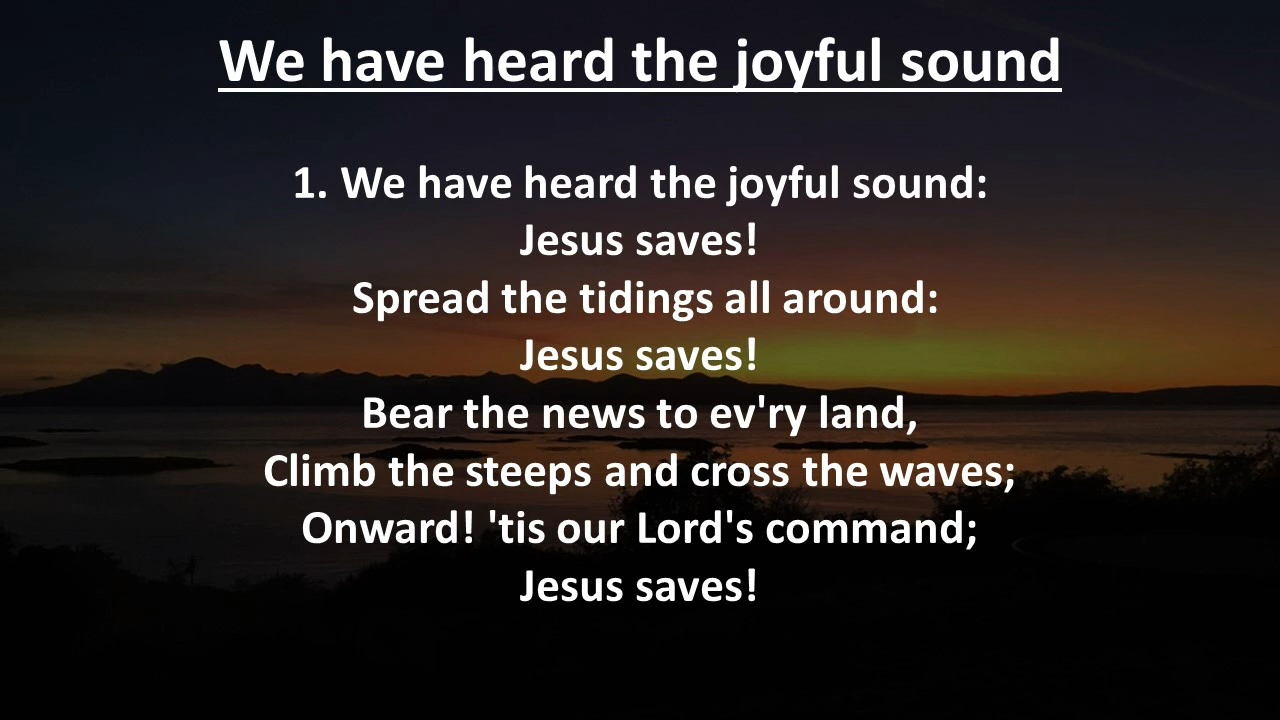 We have heard the joyful sound
1. We have heard the joyful sound:
Jesus saves!
Spread the tidings all around:
Jesus saves!
Bear the news to ev'ry land,
Climb the steeps and cross the waves;
Onward! 'tis our Lord's command;
Jesus saves!